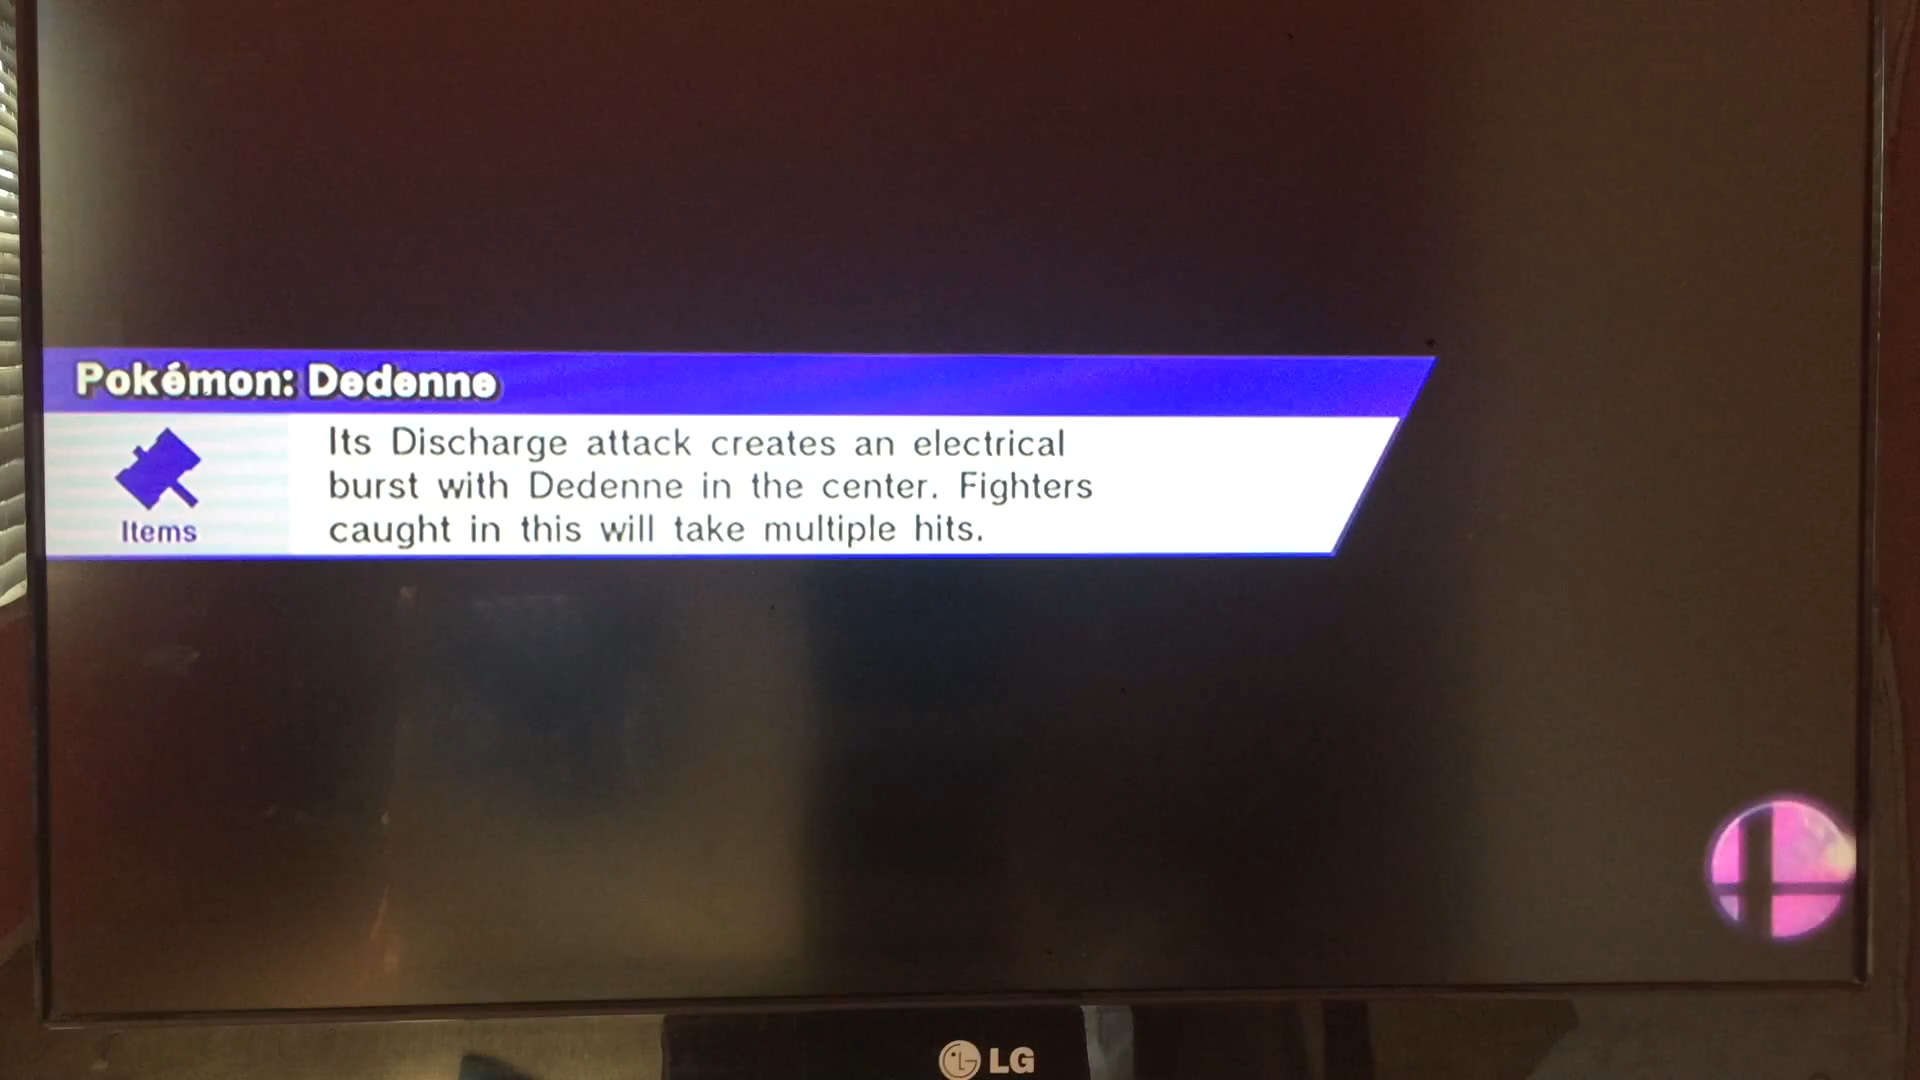 Pokémon: Dedenne
Its Discharge attack creates an electrical
burst with Dedenne in the center. Fighters
caught in this will take multiple hits.
Items
LG